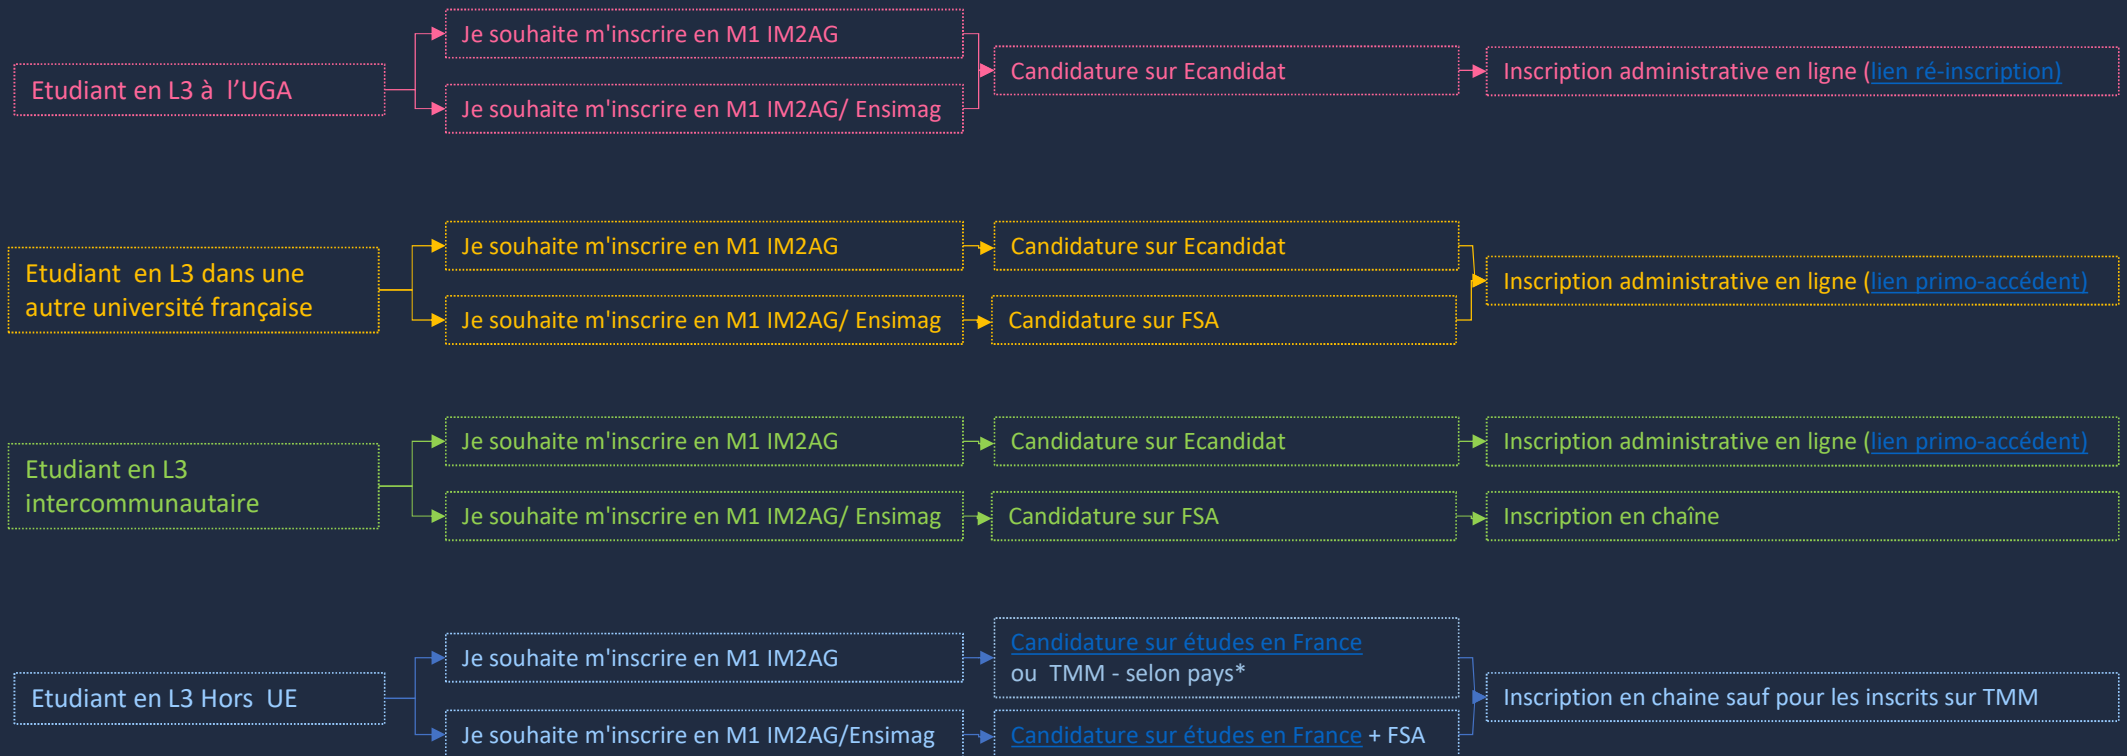 Je souhaite m'inscrire en M1 IM2AG
Etudiant en L3 à l’UGA
Candidature sur Ecandidat
Inscription administrative en ligne (lien ré-inscription)
Je souhaite m'inscrire en M1 IM2AG/ Ensimag
Je souhaite m'inscrire en M1 IM2AG
Candidature sur Ecandidat
Etudiant en L3 dans une
autre université française
Inscription administrative en ligne (lien primo-accédent)
Je souhaite m'inscrire en M1 IM2AG/ Ensimag
Candidature sur FSA
Je souhaite m'inscrire en M1 IM2AG
Candidature sur Ecandidat
Inscription administrative en ligne (lien primo-accédent)
Etudiant en L3
intercommunautaire
Je souhaite m'inscrire en M1 IM2AG/ Ensimag
Candidature sur FSA
Inscription en chaîne
Je souhaite m'inscrire en M1 IM2AG
Candidature sur études en France
ou TMM - selon pays*
Etudiant en L3 Hors UE
Inscription en chaine sauf pour les inscrits sur TMM
Je souhaite m'inscrire en M1 IM2AG/Ensimag
Candidature sur études en France + FSA